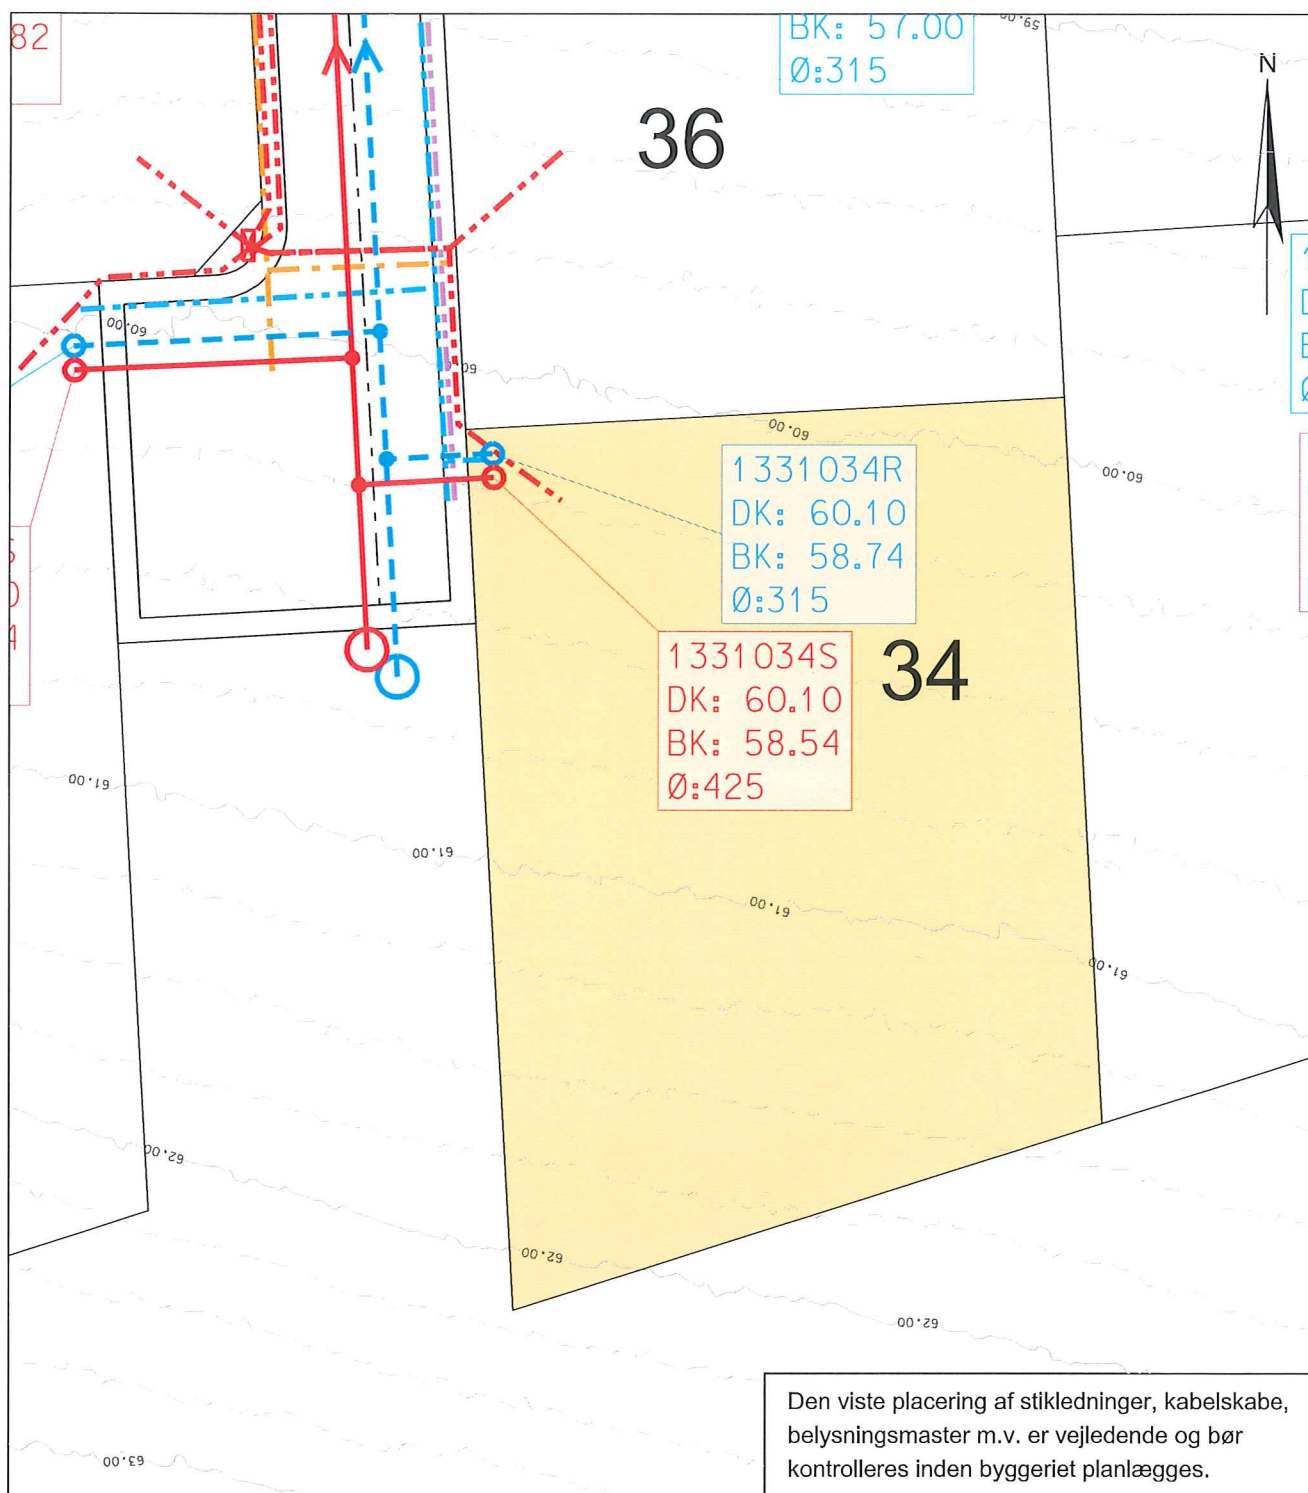 82
BK: 57.00
Ø:315
59.00
N
36
60.00
60.00
60.00
1331034R
DK: 60.10
BK: 58.74
Ø:315
1331034S
DK: 60.10
BK: 58.54
Ø:425
34
61.00
61.00
61.00
61.00
62.00
62.00
62.00
63.00
Den viste placering af stikledninger, kabelskabe,
belysningsmaster m.v. er vejledende og bør
kontrolleres inden byggeriet planlægges.